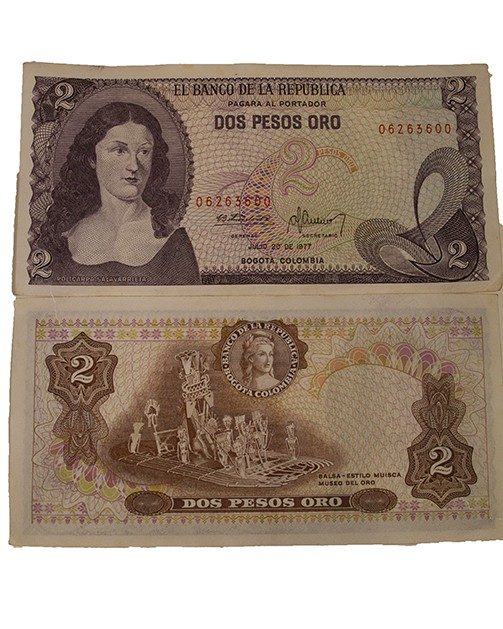 2
EL BANCO DE LA REPUBLICA
PAGARA AL PORTADOR
DOS PESOS ORO
06263600
2
06263600
GERENTE SECRETARIO
JULIO 20 DE 1977
BOGOTA, COLOMBIA
2
2
2
POLICARPA SALAVARRIETA
BANCO DE LA REPUBLICA
BOGOTA COLOMBIA
2
2
BALSA-ESTILO MUISCA
MUSEO DEL ORO
DOS PESOS ORO